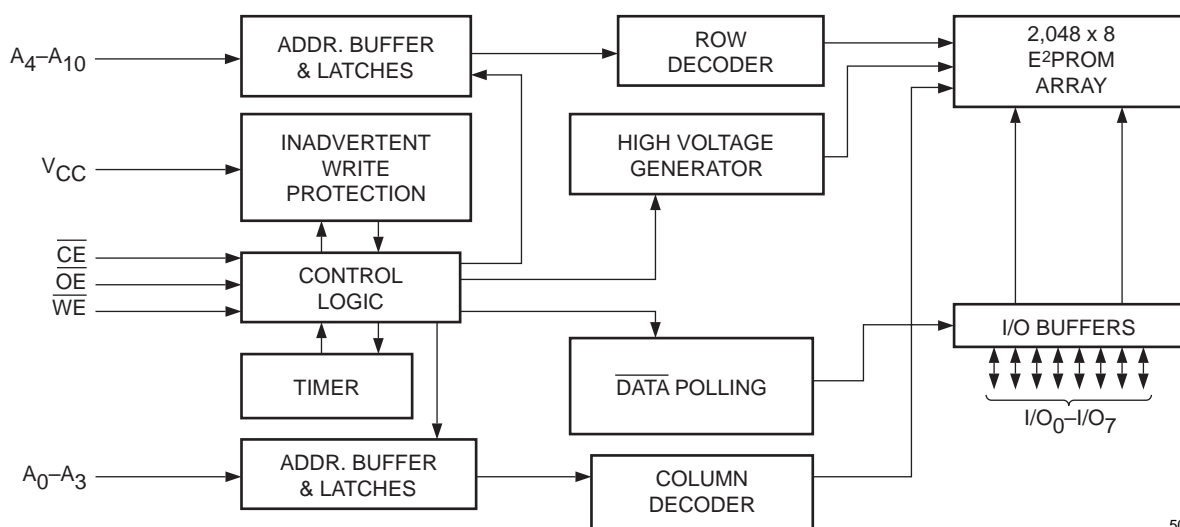 A4–A10
ADDR. BUFFER
& LATCHES
ROW
DECODER
2,048 x 8
E²PROM
ARRAY
VCC
INADVERTENT
WRITE
PROTECTION
HIGH VOLTAGE
GENERATOR
CE
OE
WE
CONTROL
LOGIC
I/O BUFFERS
TIMER
DATA POLLING
I/O0–I/O7
A0–A3
ADDR. BUFFER
& LATCHES
COLUMN
DECODER